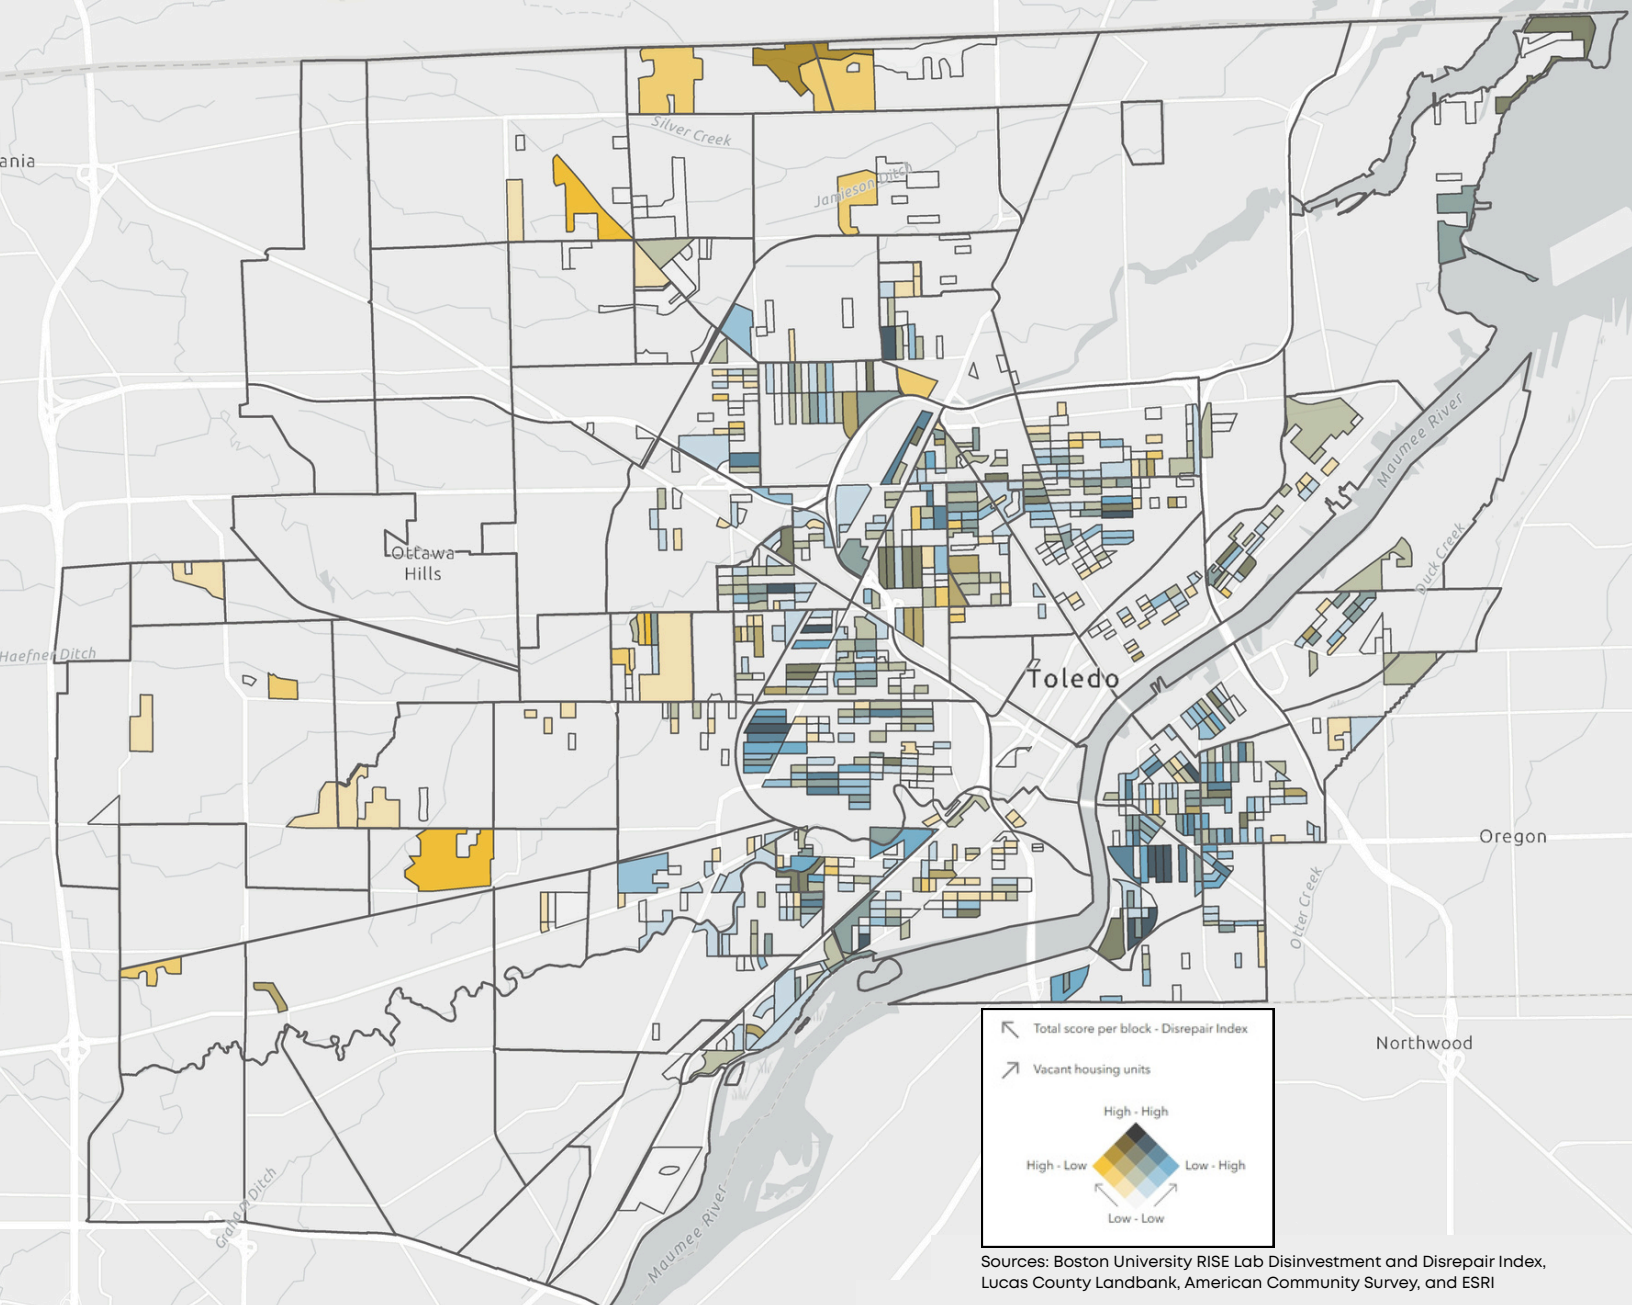 Silver Creek
ania
Jamieson Ditch
Maumee River
Ottawa
Hills
Duck Creek
Haefner Ditch
Toledo
Oregon
Otter Creek
Total score per block - Disrepair Index
Northwood
Vacant housing units
High - High
High - Low
Low - High
Low - Low
Graham Ditch
Maumee River
Sources: Boston University RISE Lab Disinvestment and Disrepair Index,
Lucas County Landbank, American Community Survey, and ESRI